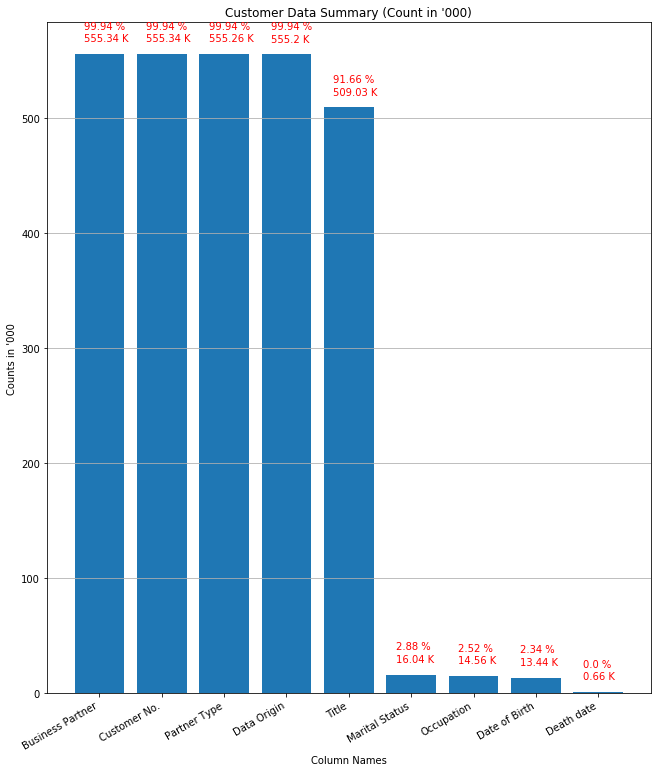 Customer Data Summary (Count in '000)
99.94 %
555.34 K
99.94 %
555.34 K
99.94 %
555.26 K
99.94 %
555.2 K
91.66 %
509.03 K
2.88 %
16.04 K
2.52 %
14.56 K
2.34 %
13.44 K
0.0 %
0.66 K
Counts in '000
500
400
300
200
100
0
Business Partner
Customer No.
Partner Type
Data Origin
Title
Marital Status
Occupation
Date of Birth
Death date
Column Names